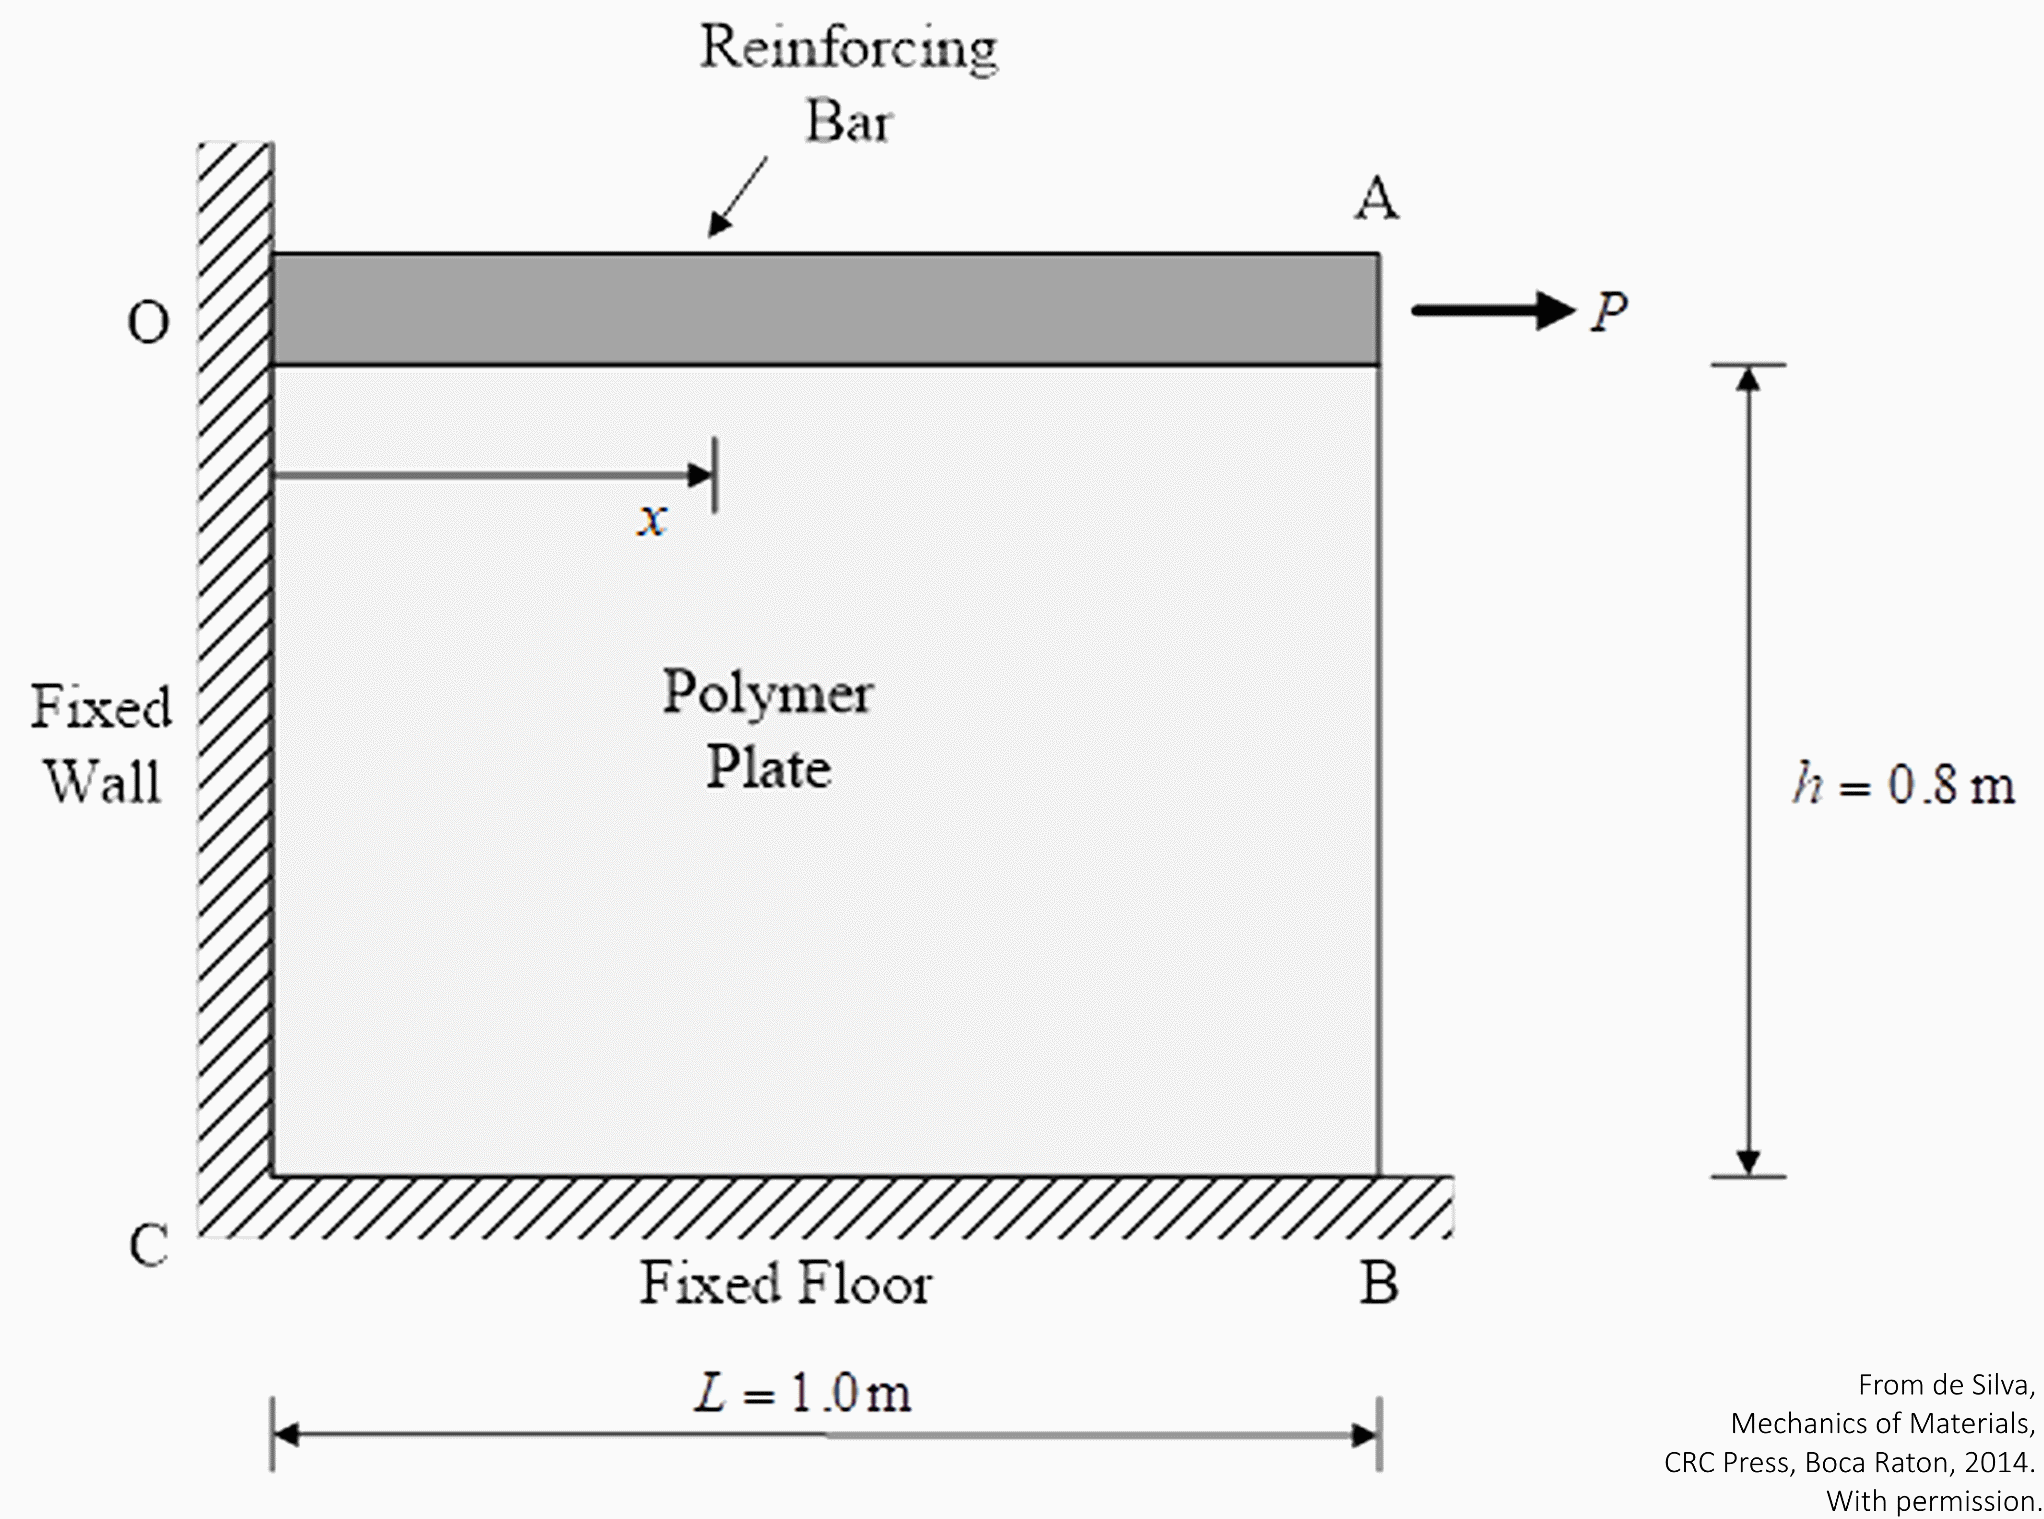 Reinforcing
Bar
A
O
P
x
Fixed
Wall
Polymer
Plate
h = 0.8 m
C
Fixed Floor
B
L = 1.0 m
From de Silva,
Mechanics of Materials,
CRC Press, Boca Raton, 2014.
With permission.